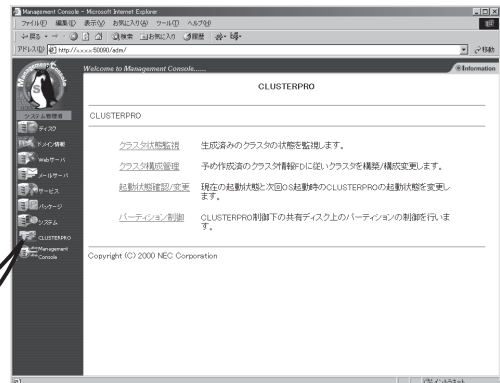 Management Console - Microsoft Internet Explorer
ファイル(F) 編集(E) 表示(V) お気に入り(A) ツール(T) ヘルプ(H)
戻る 検索 お気に入り 履歴
アドレス(D) http://x.x.x.x:50090/adm/ 移動
Management Console
Welcome to Management Console......
Information
システム管理者
ディスク
ドメイン情報
Webサーバ
メールサーバ
サービス
パッケージ
システム
CLUSTERPRO
Management Console
CLUSTERPRO
CLUSTERPRO
クラスタ状態監視 生成済みのクラスタの状態を監視します。
クラスタ構成管理 予め作成済のクラスタ情報FDに従いクラスタを構築/構成変更します。
起動状態確認/変更 現在の起動状態と次回OS起動時のCLUSTERPROの起動状態を変更し
ます。
パーティション制御 CLUSTERPRO制御下の共有ディスク上のパーティションの制御を行いま
す。
Copyright (C) 2000 NEC Corporation
イントラネット